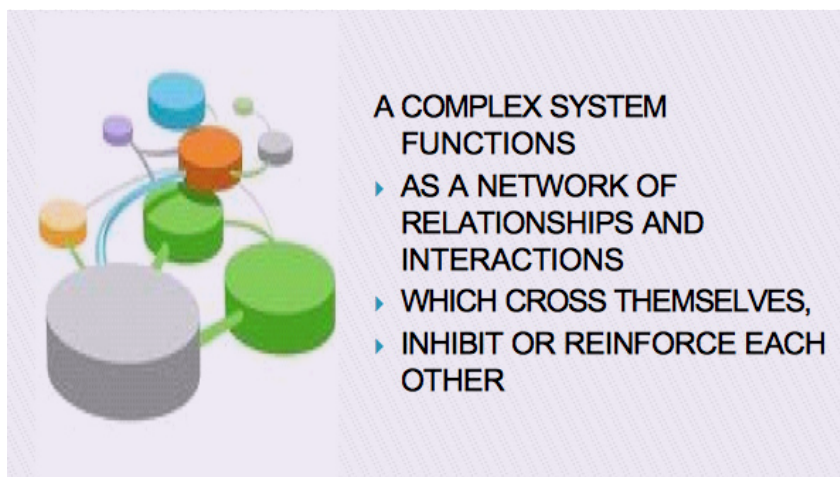 A COMPLEX SYSTEM
FUNCTIONS
AS A NETWORK OF
RELATIONSHIPS AND
INTERACTIONS
WHICH CROSS THEMSELVES,
INHIBIT OR REINFORCE EACH
OTHER